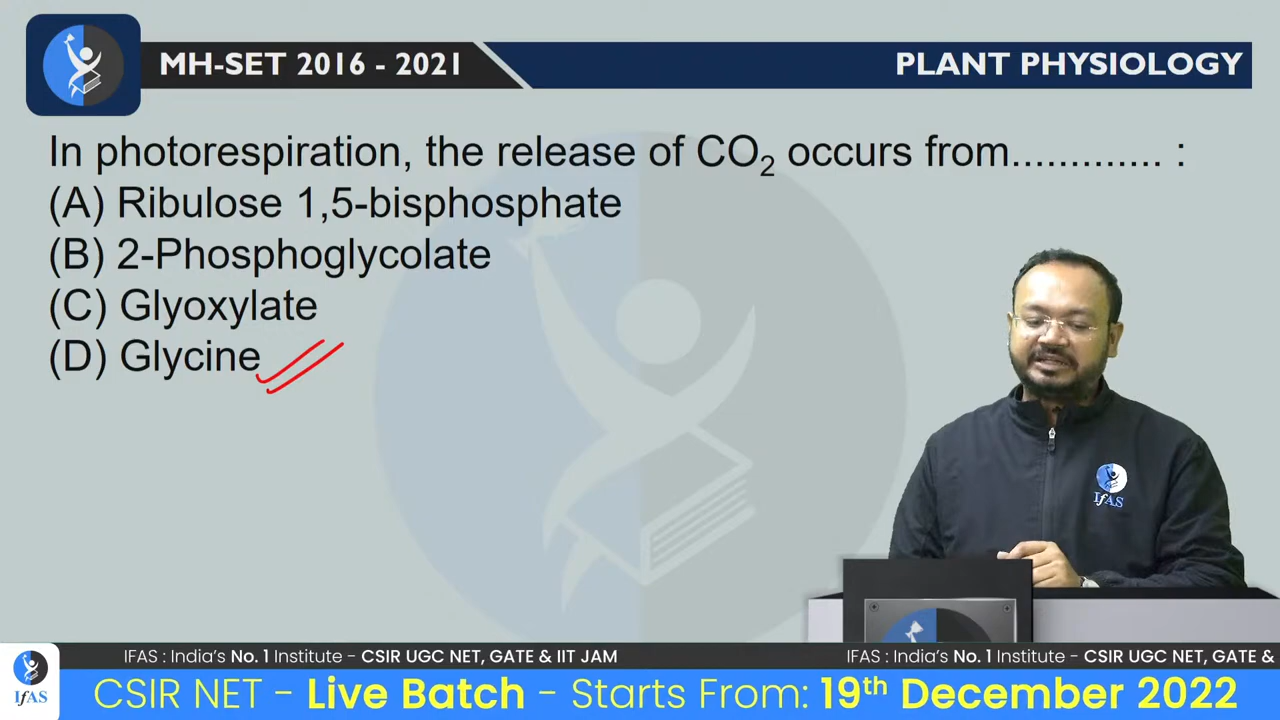 MH-SET 2016 - 2021
PLANT PHYSIOLOGY
In photorespiration, the release of CO₂ occurs from............. :
(A) Ribulose 1,5-bisphosphate
(B) 2-Phosphoglycolate
(C) Glyoxylate
(D) Glycine
IfAS
IFAS : India's No. 1 Institute - CSIR UGC NET, GATE & IIT JAM
IFAS : India's No. 1 Institute - CSIR UGC NET, GATE &
IfAS
CSIR NET - Live Batch - Starts From: 19th December 2022